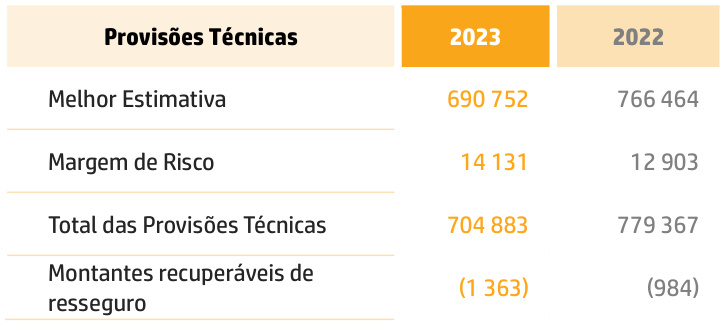 Provisões Técnicas 2023 2022
Melhor Estimativa 690 752 766 464
Margem de Risco 14 131 12 903
Total das Provisões Técnicas 704 883 779 367
Montantes recuperáveis de
resseguro (1 363) (984)